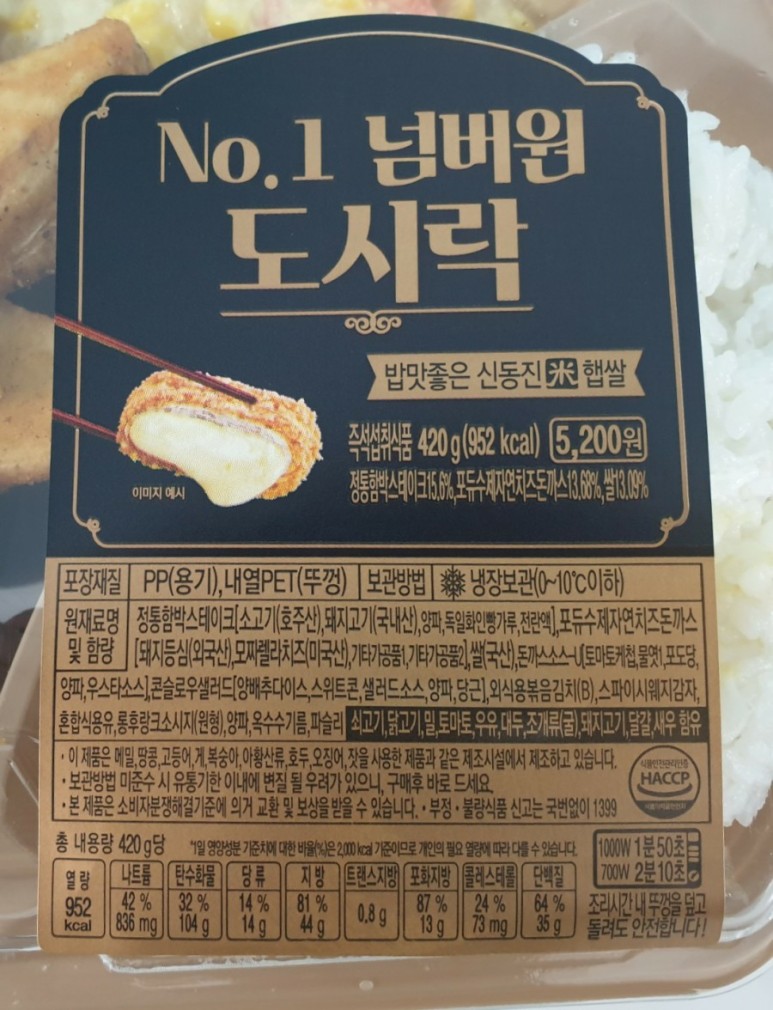 No.1 넘버원
도시락
밥맛좋은 신동진 米 햅쌀
즉석섭취식품 420 g (952 kcal) 5,200원
정통함박스테이크15.6%, 포듀수제자연치즈돈까스13.68%, 쌀13.09%
이미지 예시
포장재질 PP(용기), 내열PET(뚜껑) 보관방법 냉장보관(0~10℃이하)
원재료명 및 함량 정통함박스테이크[소고기(호주산), 돼지고기(국내산), 양파, 독일화인빵가루, 전란액], 포듀수제자연치즈돈까스
[돼지등심(외국산), 모짜렐라치즈(미국산), 기타가공품1, 기타가공품2], 쌀(국산), 돈까스소스-U[토마토케첩, 물엿1, 포도당,
양파, 우스타소스], 콘슬로우샐러드[양배추다이스, 스위트콘, 샐러드소스, 양파, 당근], 외식용볶음김치(B), 스파이시웨지감자,
혼합식용유, 롱후랑크소시지(원형), 양파, 옥수수기름, 파슬리 쇠고기, 닭고기, 밀, 토마토, 우유, 대두, 조개류(굴), 돼지고기, 달걀, 새우 함유
· 이 제품은 메밀, 땅콩, 고등어, 게, 복숭아, 아황산류, 호두, 오징어, 잣을 사용한 제품과 같은 제조시설에서 제조하고 있습니다.
· 보관방법 미준수 시 유통기한 이내에 변질 될 우려가 있으니, 구매후 바로 드세요.
· 본 제품은 소비자분쟁해결기준에 의거 교환 및 보상을 받을 수 있습니다. · 부정 · 불량식품 신고는 국번없이 1399
식품안전관리인증
HACCP
총 내용량 420 g당 *1일 영양성분 기준치에 대한 비율(%)은 2,000 kcal 기준이므로 개인의 필요 열량에 따라 다를 수 있습니다.
열량 나트륨 탄수화물 당류 지방 트랜스지방 포화지방 콜레스테롤 단백질
952 kcal 42 % 32 % 14 % 81 % 0.8 g 87 % 24 % 64 %
836 mg 104 g 14 g 44 g 13 g 73 mg 35 g
1000W 1분50초
700W 2분10초
조리시간 내 뚜껑을 덮고
돌려도 안전합니다!